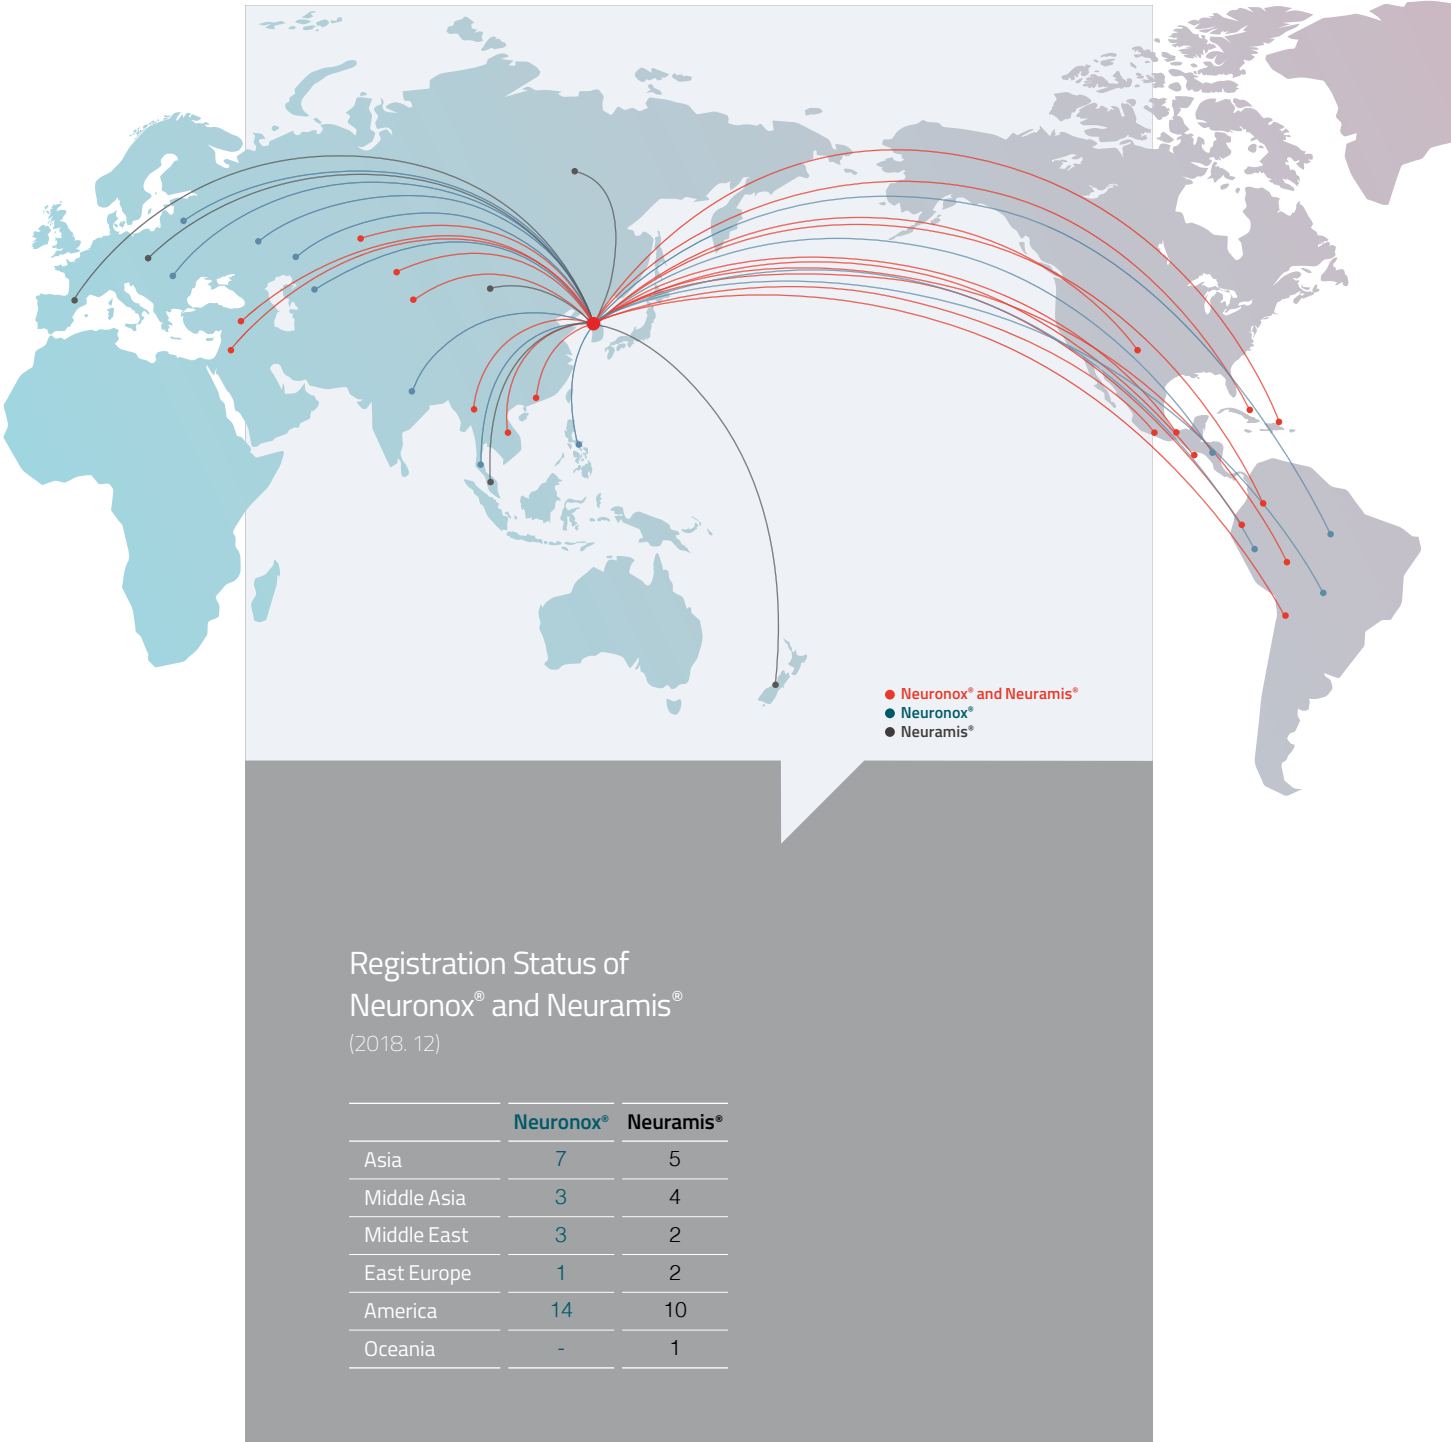 Neuronox® and Neuramis®
Neuronox®
Neuramis®
Registration Status of
Neuronox® and Neuramis®
(2018. 12)
Neuronox® Neuramis®
Asia 7 5
Middle Asia 3 4
Middle East 3 2
East Europe 1 2
America 14 10
Oceania - 1